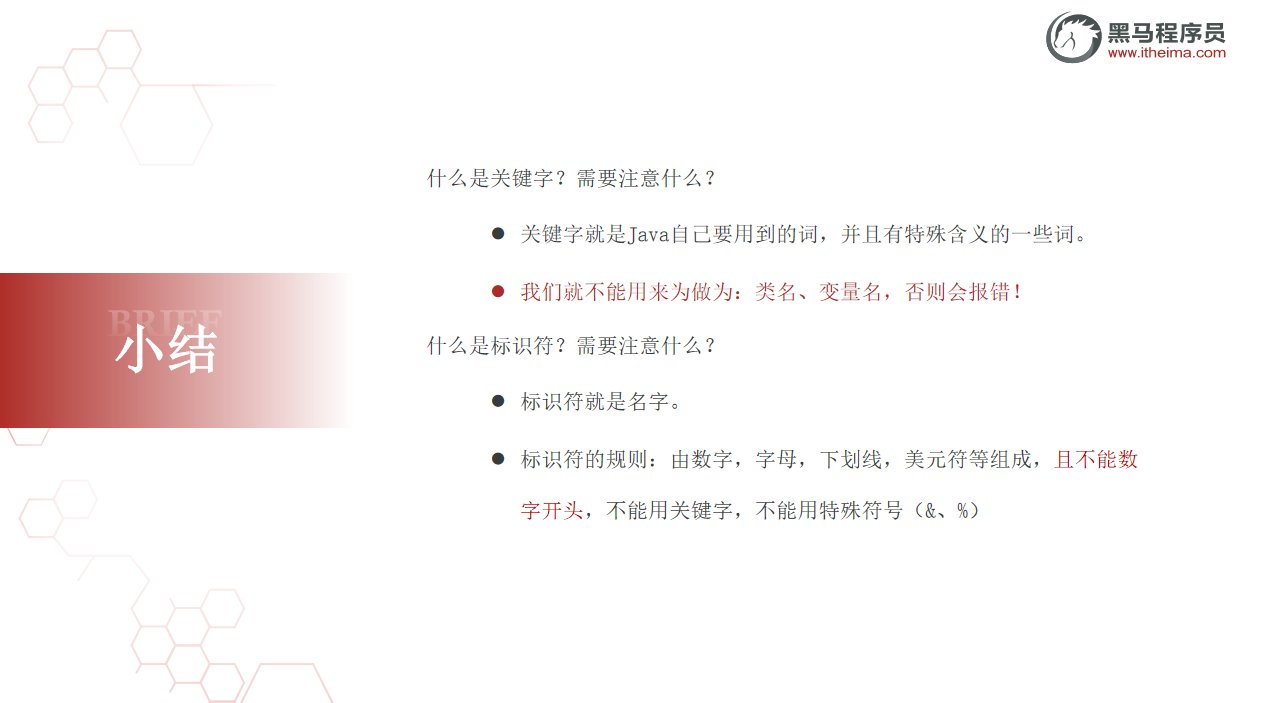 黑马程序员
www.itheima.com
什么是关键字？需要注意什么？
● 关键字就是Java自己要用到的词，并且有特殊含义的一些词。
● 我们就不能用来为做为：类名、变量名，否则会报错！
BRIEF
小结
什么是标识符？需要注意什么？
● 标识符就是名字。
● 标识符的规则：由数字，字母，下划线，美元符等组成，且不能数
字开头，不能用关键字，不能用特殊符号（&、%）